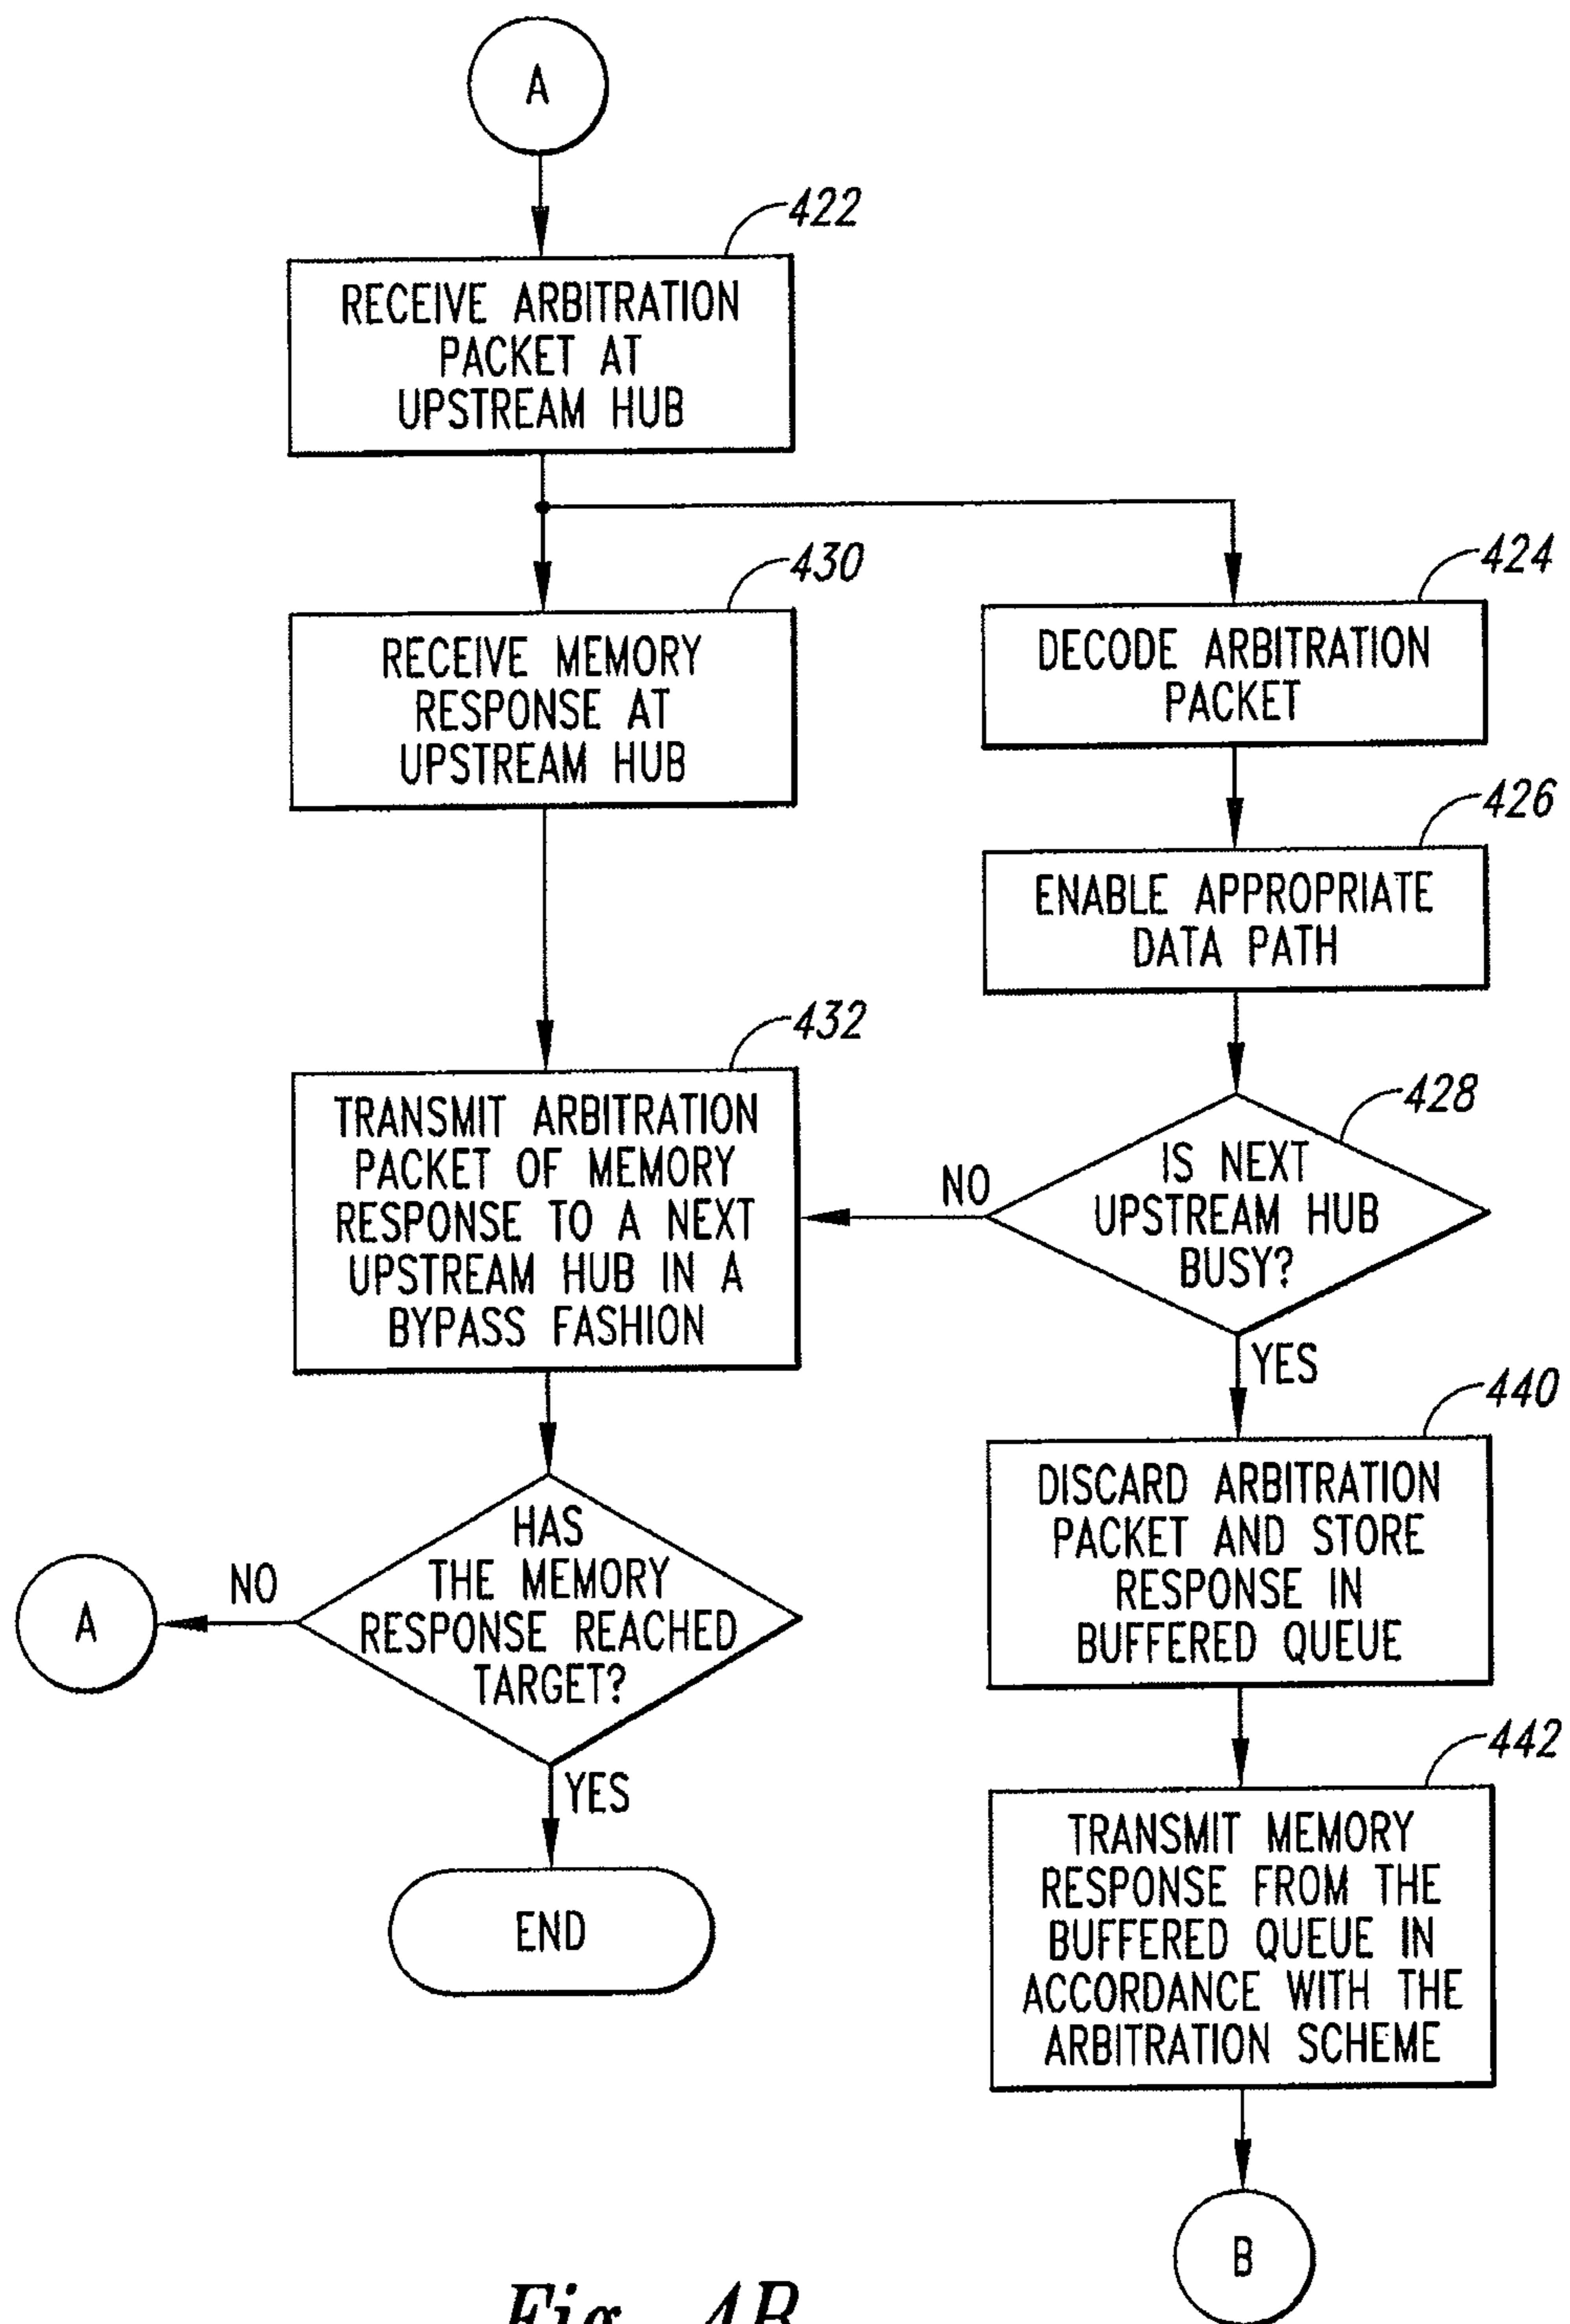 A
422
RECEIVE ARBITRATION
PACKET AT
UPSTREAM HUB
430
RECEIVE MEMORY
RESPONSE AT
UPSTREAM HUB
424
DECODE ARBITRATION
PACKET
426
ENABLE APPROPRIATE
DATA PATH
432
TRANSMIT ARBITRATION
PACKET OF MEMORY
RESPONSE TO A NEXT
UPSTREAM HUB IN A
BYPASS FASHION
428
IS NEXT
UPSTREAM HUB
BUSY?
NO
YES
440
DISCARD ARBITRATION
PACKET AND STORE
RESPONSE IN
BUFFERED QUEUE
HAS
THE MEMORY
RESPONSE REACHED
TARGET?
NO
A
YES
END
442
TRANSMIT MEMORY
RESPONSE FROM THE
BUFFERED QUEUE IN
ACCORDANCE WITH THE
ARBITRATION SCHEME
B
Fig. 4B